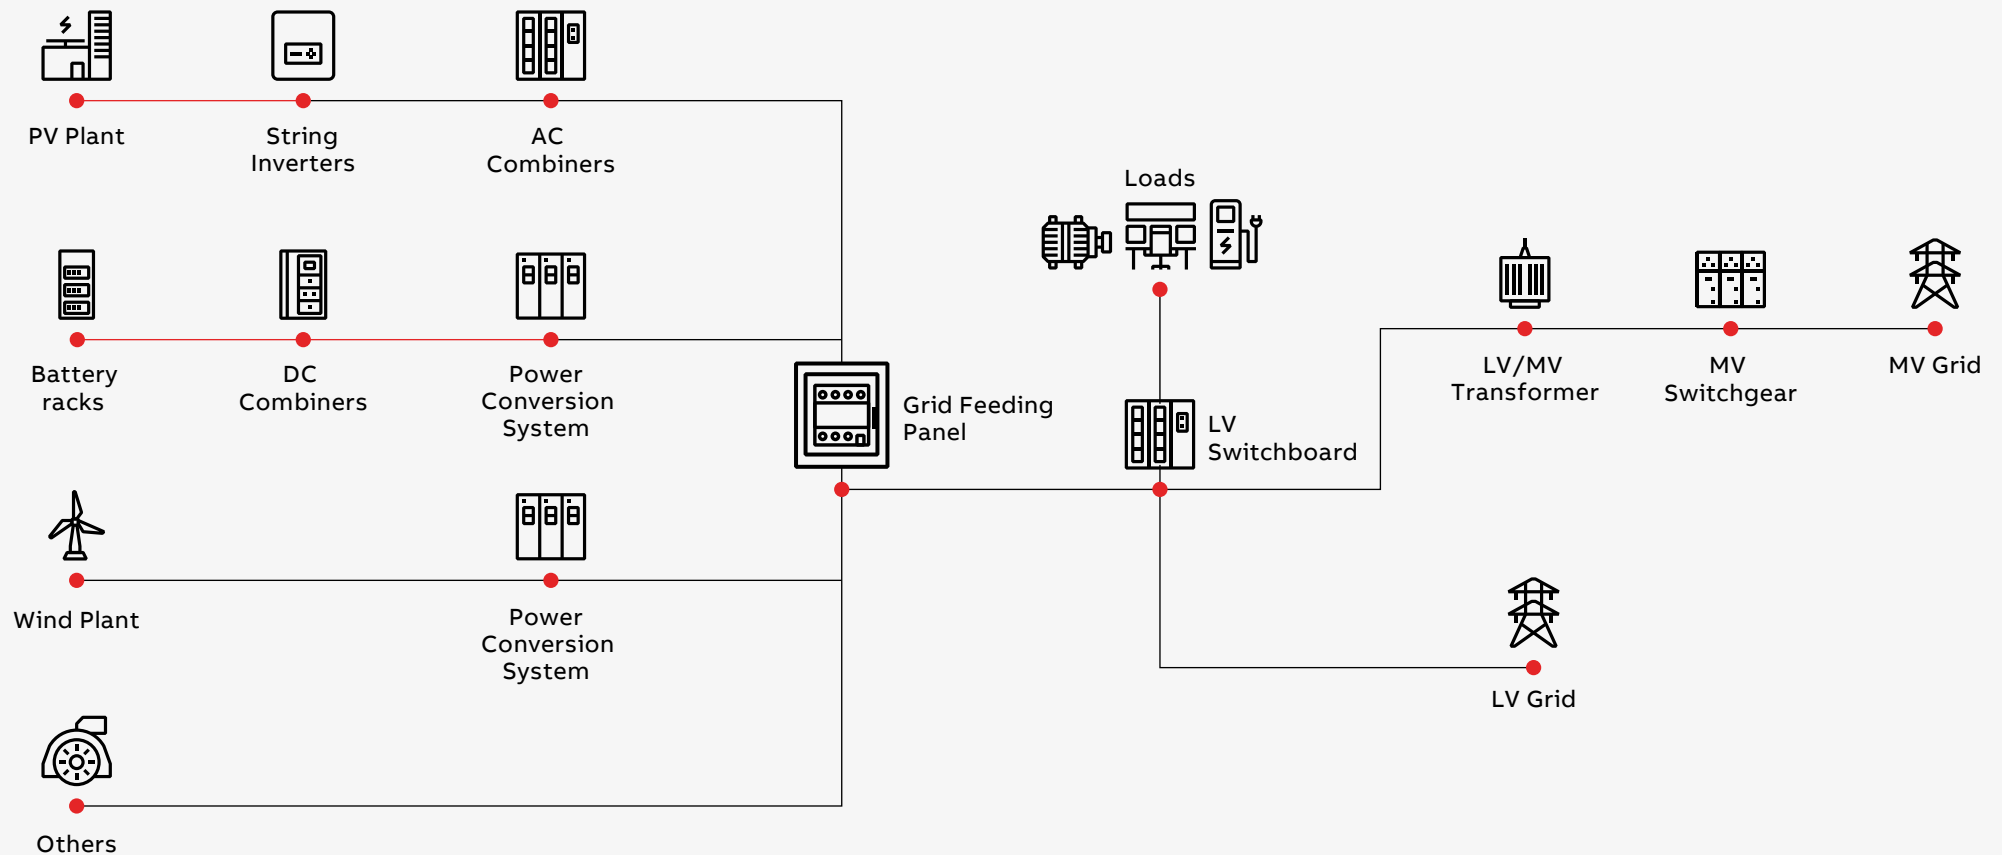 PV Plant
String
Inverters
AC
Combiners
Loads
Battery
racks
DC
Combiners
Power
Conversion
System
Grid Feeding
Panel
LV
Switchboard
LV/MV
Transformer
MV
Switchgear
MV Grid
Wind Plant
Power
Conversion
System
LV Grid
Others